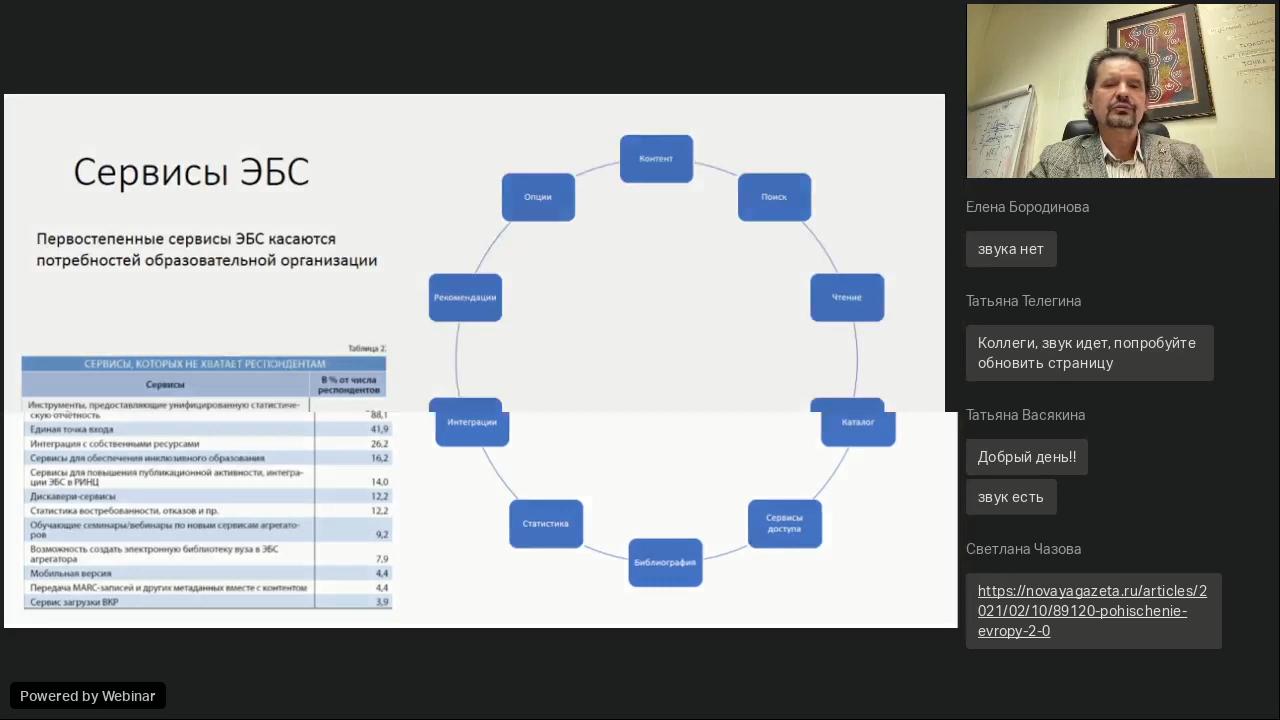 Сервисы ЭБС
Первостепенные сервисы ЭБС касаются
потребностей образовательной организации
Таблица 2
СЕРВИСЫ, КОТОРЫХ НЕ ХВАТАЕТ РЕСПОНДЕНТАМ
Сервисы
В % от числа
респондентов
Инструменты, предоставляющие унифицированную статистиче-
скую отчётность 88,1
Единая точка входа 41,9
Интеграция с собственными ресурсами 26,2
Сервисы для обеспечения инклюзивного образования 16,2
Сервисы для повышения публикационной активности, интегра-
ции ЭБС в РИНЦ 14,0
Дискавери-сервисы 12,2
Статистика востребованности, отказов и пр. 12,2
Обучающие семинары/вебинары по новым сервисам агрегато-
ров 9,2
Возможность создать электронную библиотеку вуза в ЭБС
агрегатора 7,9
Мобильная версия 4,4
Передача MARC-записей и других метаданных вместе с контентом 4,4
Сервис загрузки ВКР 3,9
Контент
Поиск
Чтение
Каталог
Сервисы
доступа
Библиография
Статистика
Интеграции
Рекомендации
Опции
Елена Бородинова
звука нет
Татьяна Телегина
Коллеги, звук идет, попробуйте
обновить страницу
Татьяна Васякина
Добрый день!!
звук есть
Светлана Чазова
https://novayagazeta.ru/articles/2
021/02/10/89120-pohischenie-
evropy-2-0
Powered by Webinar